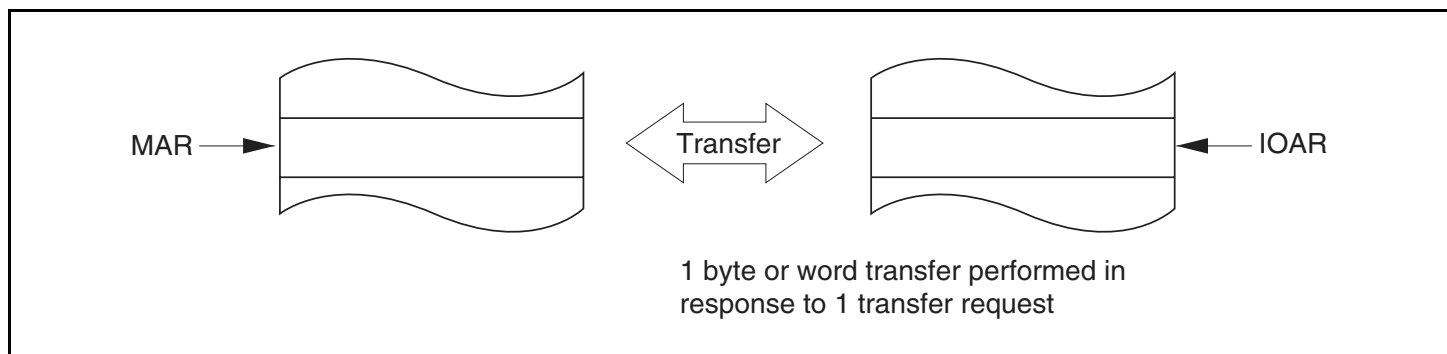 MAR
Transfer
IOAR
1 byte or word transfer performed in
response to 1 transfer request